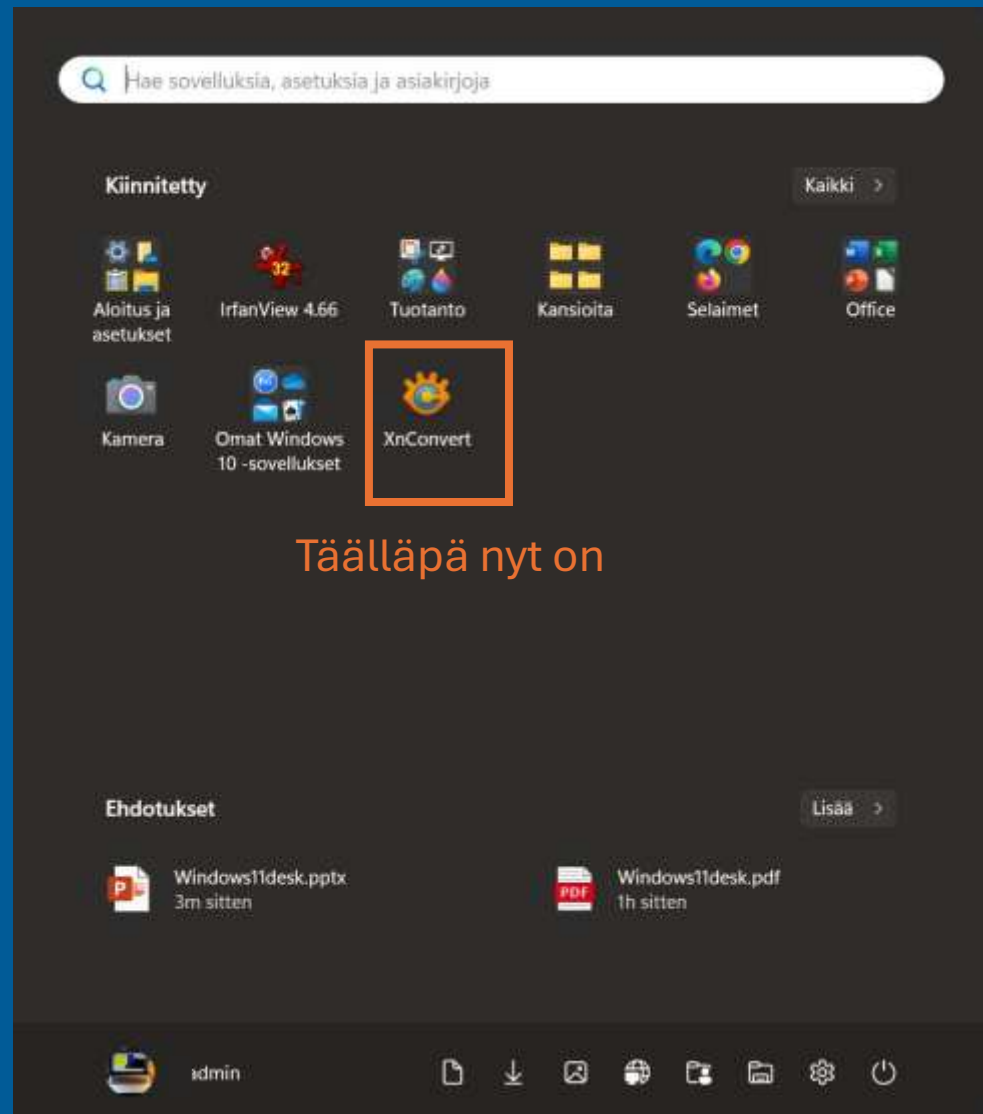 Hae sovelluksia, asetuksia ja asiakirjoja
Kiinnitetty
Kaikki >
Aloitus ja asetukset
IrfanView 4.66
Tuotanto
Kansioita
Selaimet
Office
Kamera
Omat Windows 10 -sovellukset
XnConvert
Täälläpä nyt on
Ehdotukset
Lisää >
Windows11desk.pptx
3m sitten
Windows11desk.pdf
1h sitten
admin